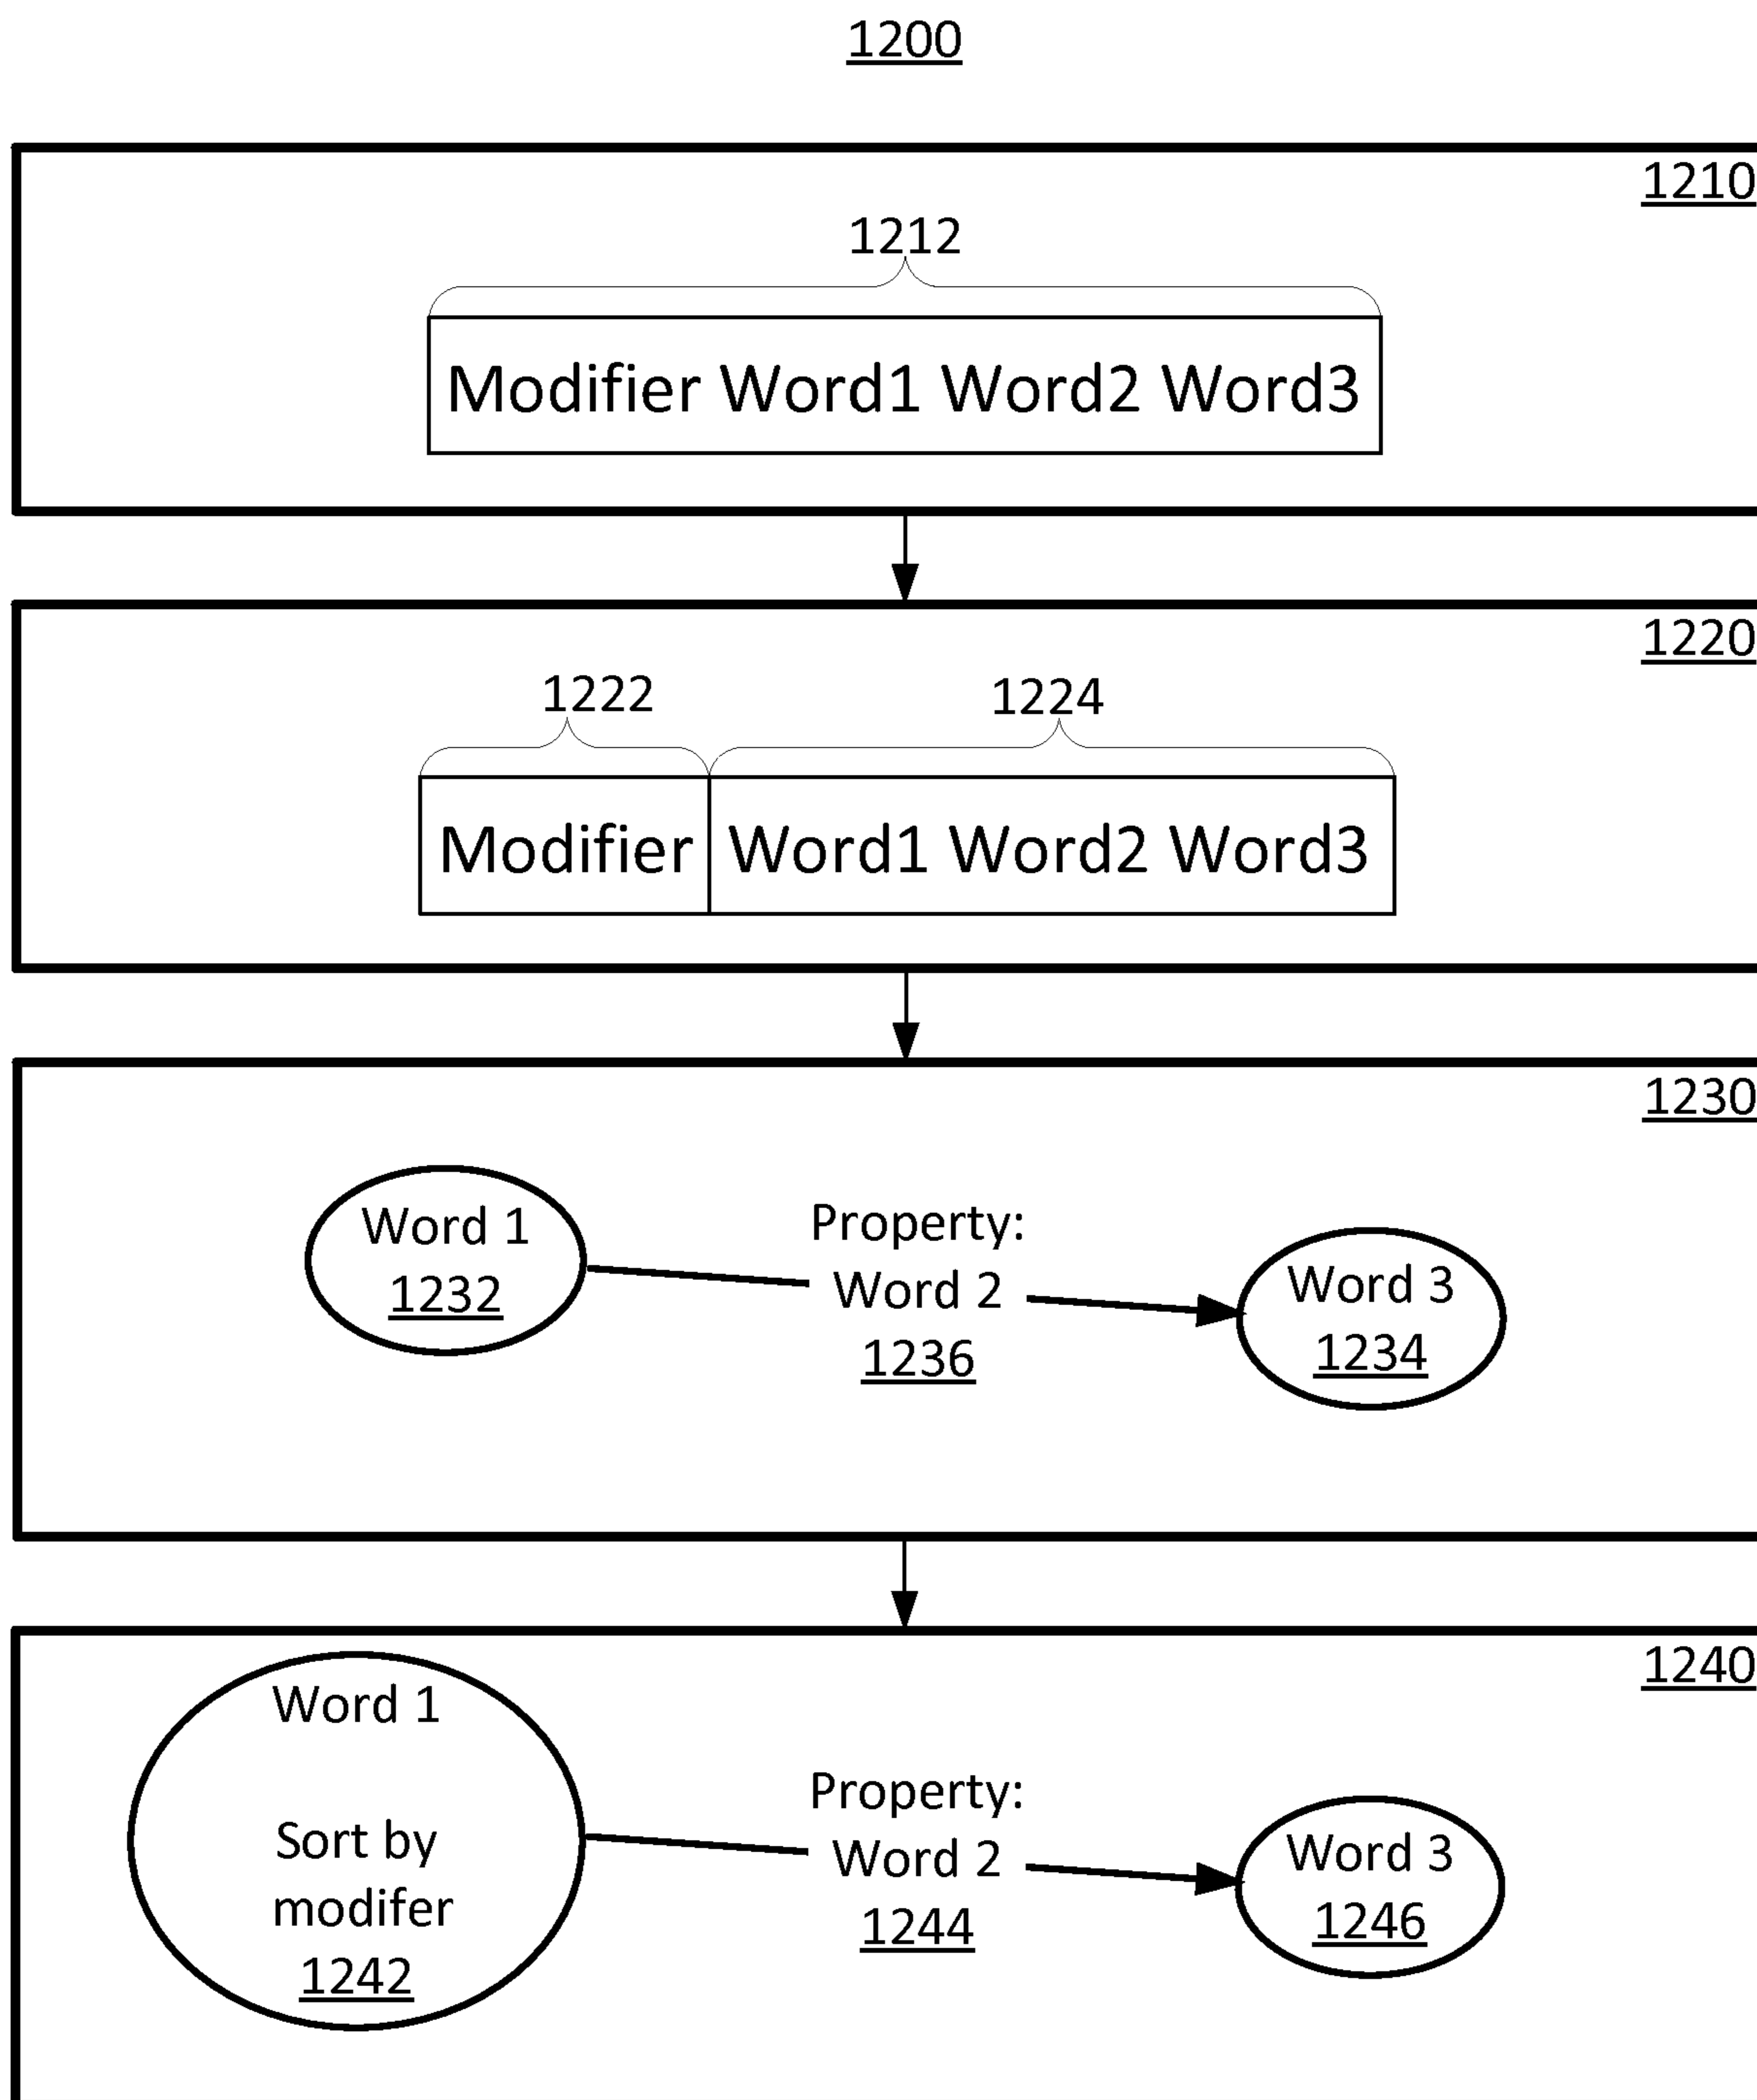 1200
1210
1212
Modifier Word1 Word2 Word3
1220
1222
1224
Modifier Word1 Word2 Word3
1230
Word 1
1232
Property:
Word 2
1236
Word 3
1234
1240
Word 1
Sort by
modifer
1242
Property:
Word 2
1244
Word 3
1246